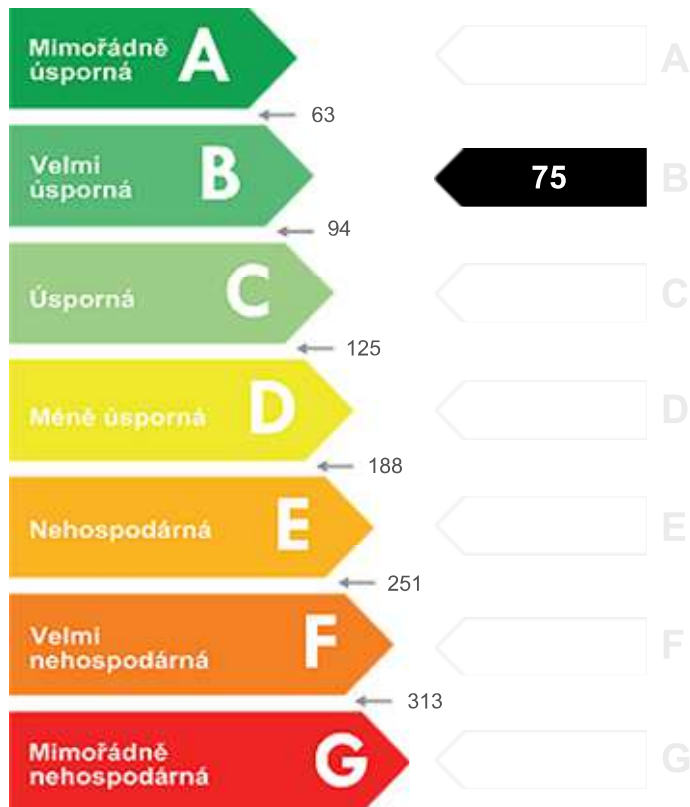 Mimořádně
úsporná
A
A
63
Velmi
úsporná
B
75
B
94
Úsporná
C
C
125
Méně úsporná
D
D
188
Nehospodárná
E
E
251
Velmi
nehospodárná
F
F
313
Mimořádně
nehospodárná
G
G